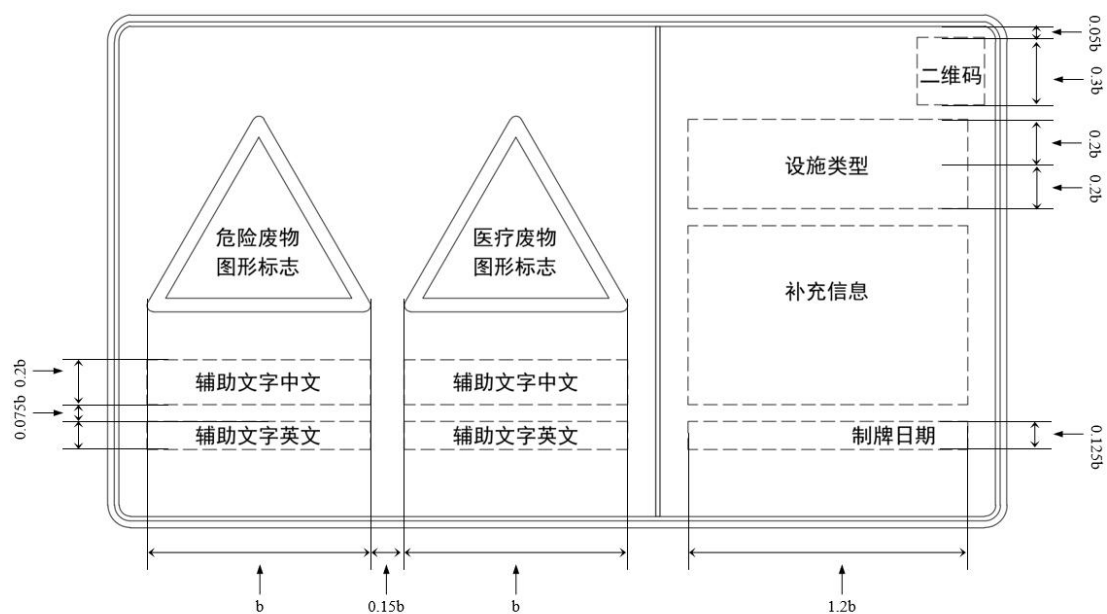 二维码
设施类型
危险废物
图形标志
医疗废物
图形标志
补充信息
辅助文字中文
辅助文字中文
辅助文字英文
辅助文字英文
制牌日期
0.05b
0.3b
0.2b
0.2b
0.125b
0.2b
0.075b
b
0.15b
b
1.2b